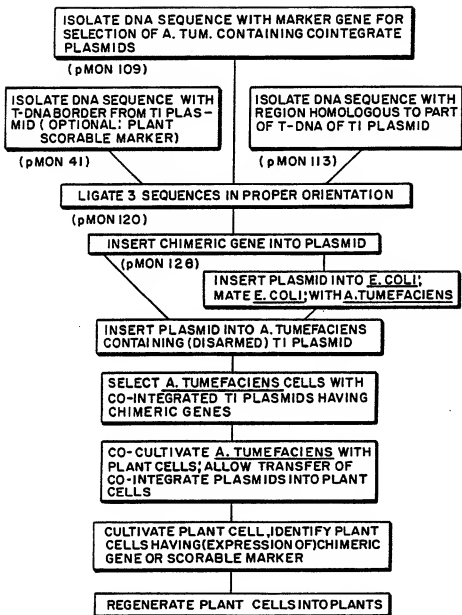 ISOLATE DNA SEQUENCE WITH MARKER GENE FOR
SELECTION OF A. TUM. CONTAINING COINTEGRATE
PLASMIDS
(pMON 109)
ISOLATE DNA SEQUENCE WITH
T-DNA BORDER FROM TI PLAS-
MID (OPTIONAL: PLANT
SCORABLE MARKER)
(pMON 41)
ISOLATE DNA SEQUENCE WITH
REGION HOMOLOGOUS TO PART
OF T-DNA OF TI PLASMID
(pMON 113)
LIGATE 3 SEQUENCES IN PROPER ORIENTATION
(pMON 120)
INSERT CHIMERIC GENE INTO PLASMID
(pMON 128)
INSERT PLASMID INTO E. COLI;
MATE E. COLI; WITH A. TUMEFACIENS
INSERT PLASMID INTO A. TUMEFACIENS
CONTAINING (DISARMED) TI PLASMID
SELECT A. TUMEFACIENS CELLS WITH
CO-INTEGRATED TI PLASMIDS HAVING
CHIMERIC GENES
CO-CULTIVATE A. TUMEFACIENS WITH
PLANT CELLS; ALLOW TRANSFER OF
CO-INTEGRATE PLASMIDS INTO PLANT
CELLS
CULTIVATE PLANT CELL, IDENTIFY PLANT
CELLS HAVING (EXPRESSION OF) CHIMERIC
GENE OR SCORABLE MARKER
REGENERATE PLANT CELLS INTO PLANTS